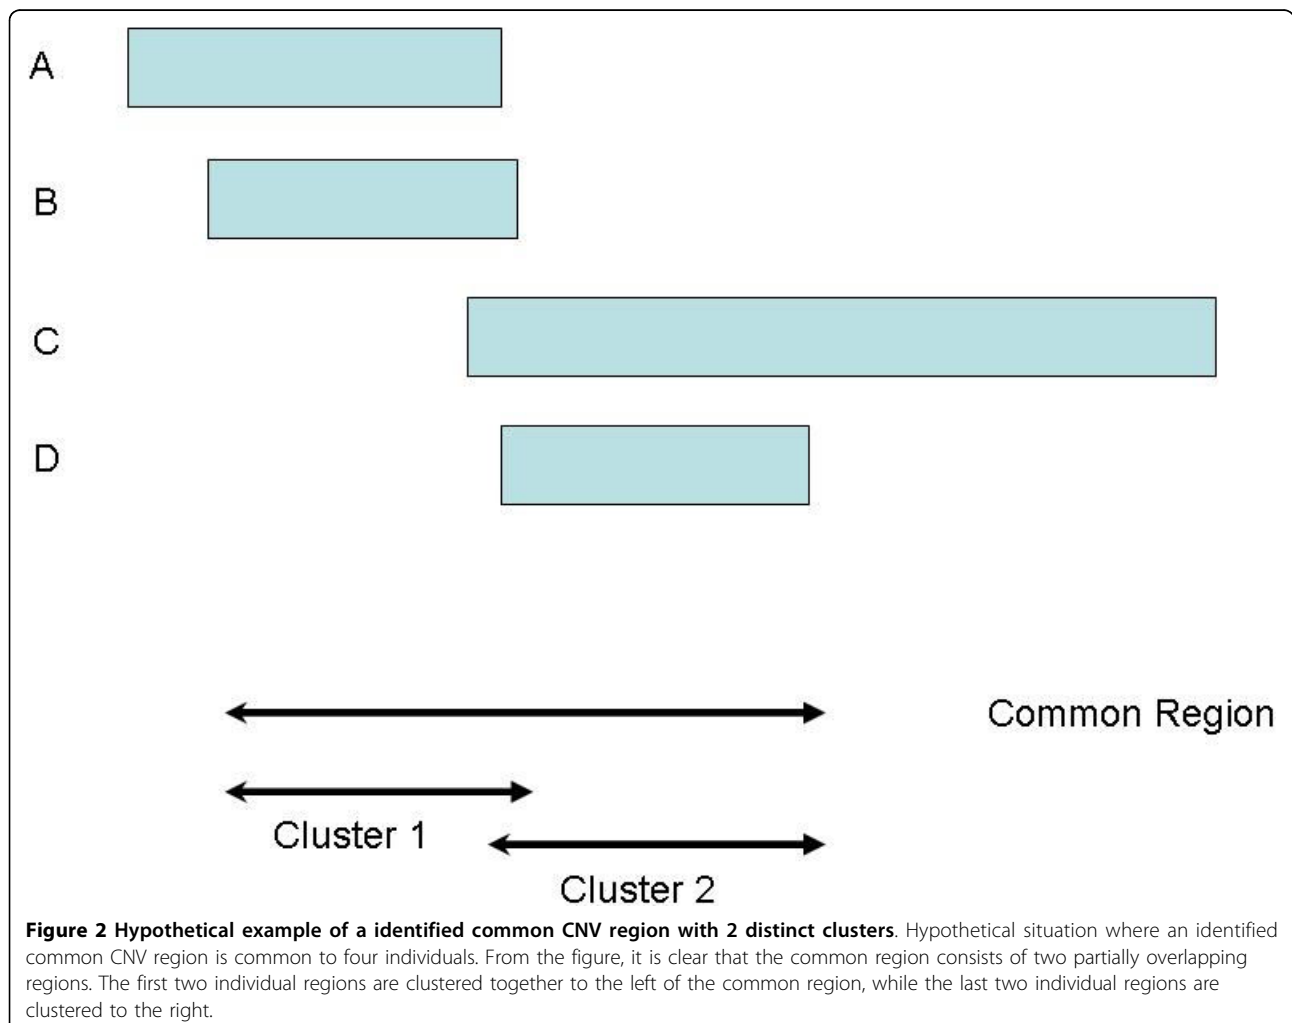 A
B
C
D
Common Region
Cluster 1
Cluster 2
Figure 2 Hypothetical example of a identified common CNV region with 2 distinct clusters. Hypothetical situation where an identified
common CNV region is common to four individuals. From the figure, it is clear that the common region consists of two partially overlapping
regions. The first two individual regions are clustered together to the left of the common region, while the last two individual regions are
clustered to the right.